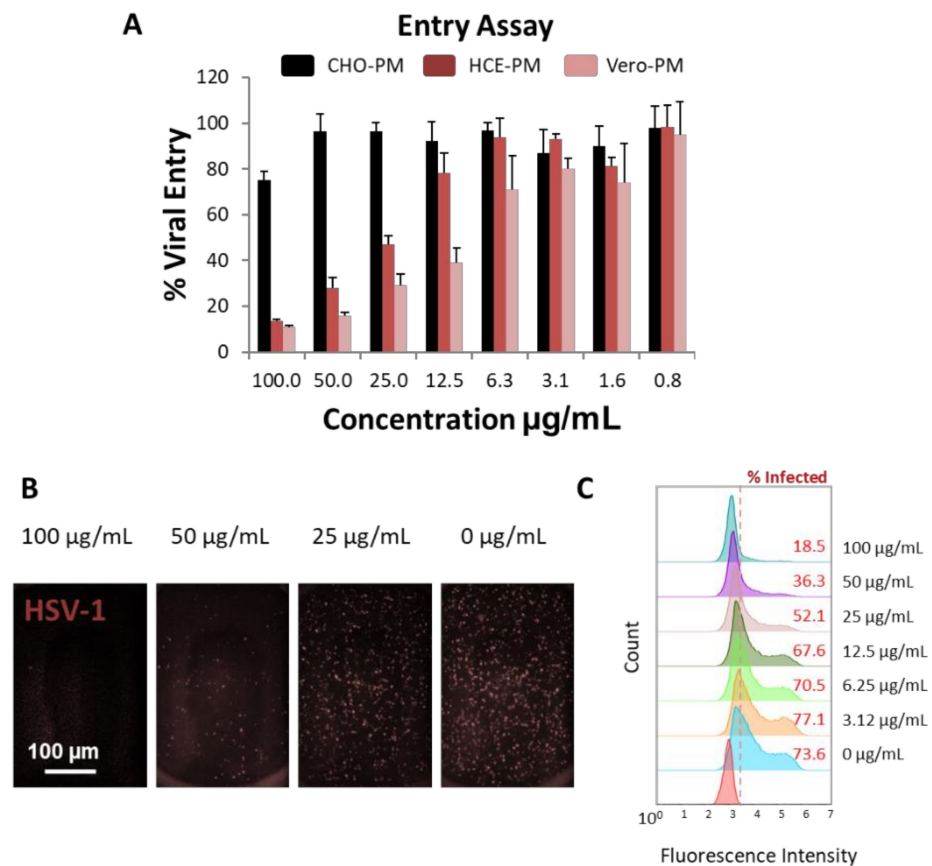 A
Entry Assay
CHO-PM HCE-PM Vero-PM
% Viral Entry
120
100
80
60
40
20
0
100.0 50.0 25.0 12.5 6.3 3.1 1.6 0.8
Concentration µg/mL
B
100 µg/mL 50 µg/mL 25 µg/mL 0 µg/mL
HSV-1
100 µm
C
% Infected
Count
18.5 100 µg/mL
36.3 50 µg/mL
52.1 25 µg/mL
67.6 12.5 µg/mL
70.5 6.25 µg/mL
77.1 3.12 µg/mL
73.6 0 µg/mL
10⁰ 1 2 3 4 5 6 7
Fluorescence Intensity